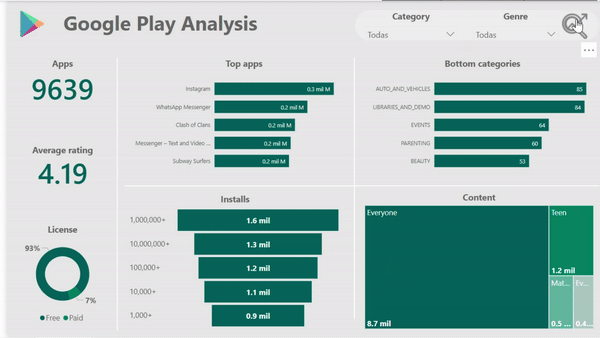 Google Play Analysis
Category
Todas
Genre
Todas
Apps
9639
Average rating
4.19
License
93%
7%
Free Paid
Top apps
Instagram 0.3 mil M
WhatsApp Messenger 0.2 mil M
Clash of Clans 0.2 mil M
Messenger – Text and Video ... 0.2 mil M
Subway Surfers 0.2 mil M
Bottom categories
AUTO_AND_VEHICLES 85
LIBRARIES_AND_DEMO 84
EVENTS 64
PARENTING 60
BEAUTY 53
Installs
1,000,000+ 1.6 mil
10,000,000+ 1.3 mil
100,000+ 1.2 mil
10,000+ 1.1 mil
1,000+ 0.9 mil
Content
Everyone
8.7 mil
Teen
1.2 mil
Mat...
0.5 ...
Ev...
0.4...